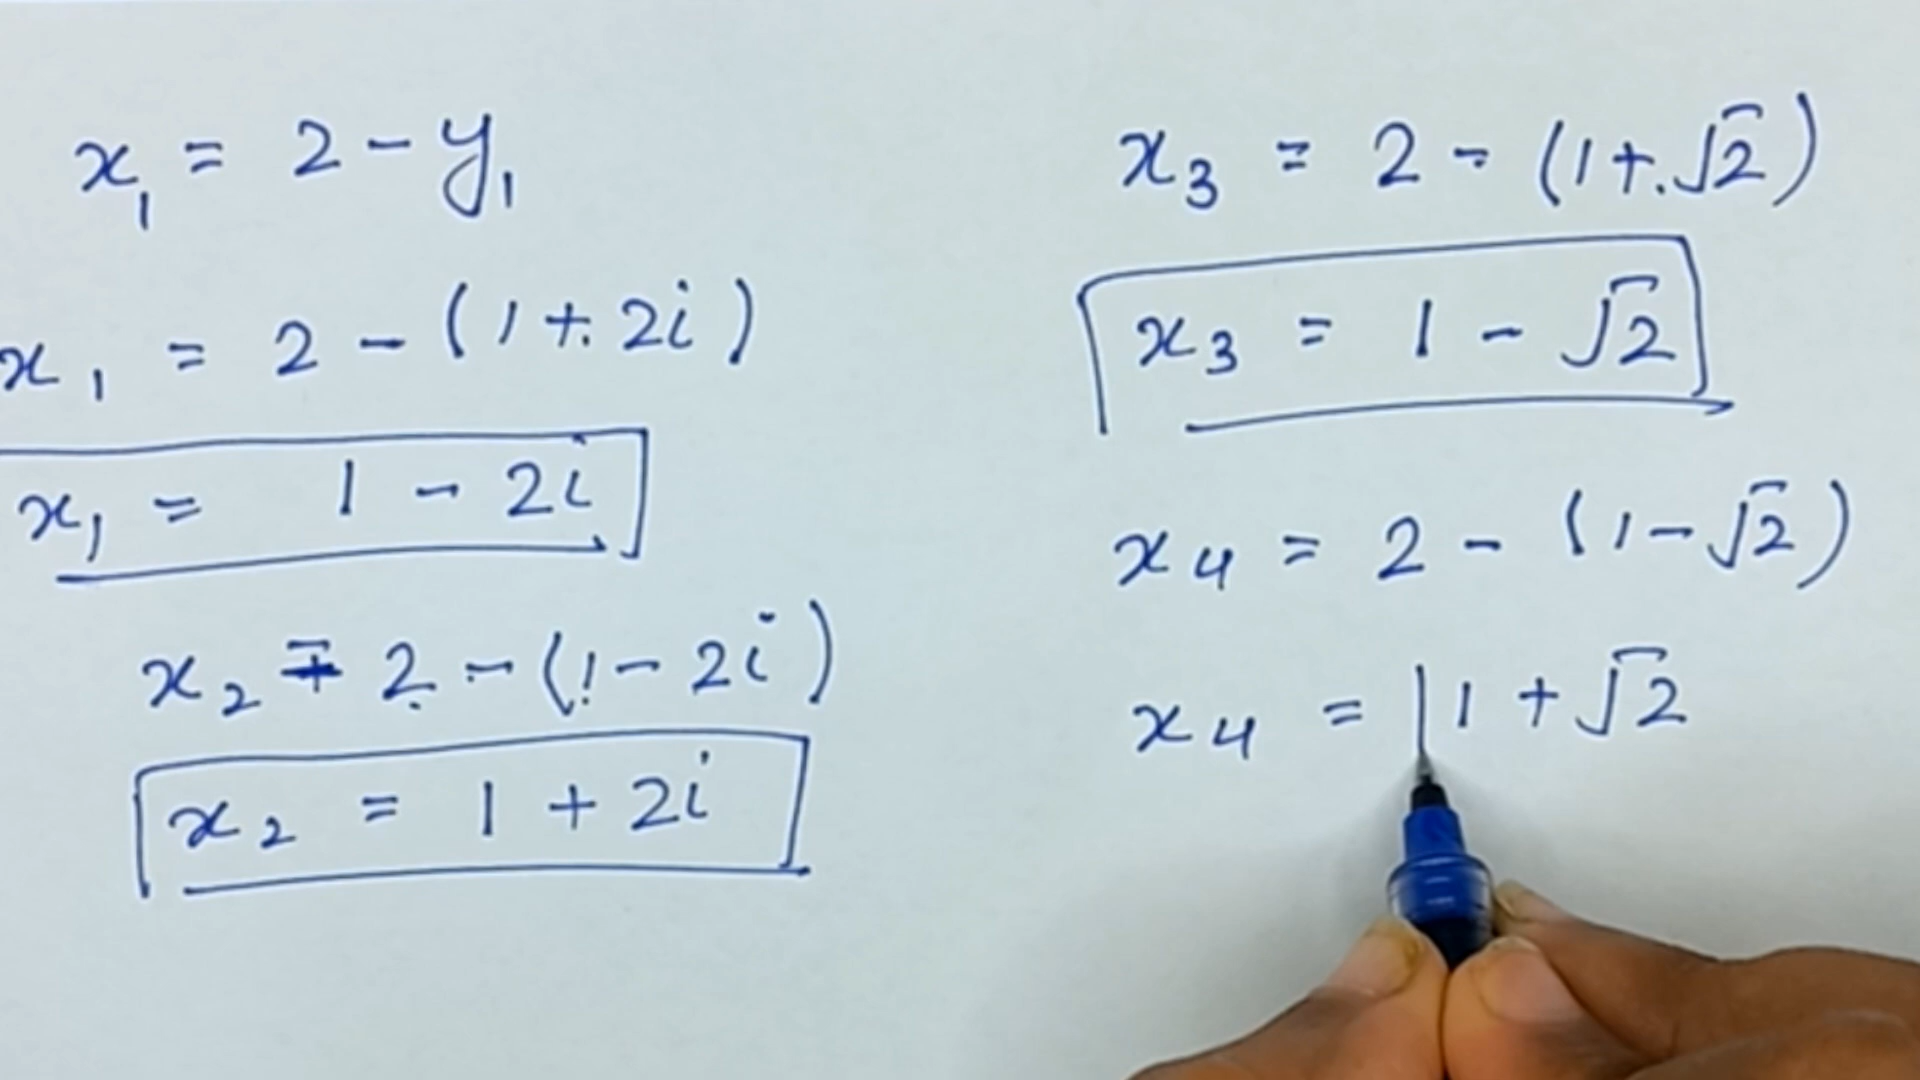 x₁ = 2 - y₁
x₁ = 2 - (1 + 2i)
x₁ = 1 - 2i
x₂ = 2 - (1 - 2i)
x₂ = 1 + 2i
x₃ = 2 - (1 + √2)
x₃ = 1 - √2
x₄ = 2 - (1 - √2)
x₄ = 1 + √2